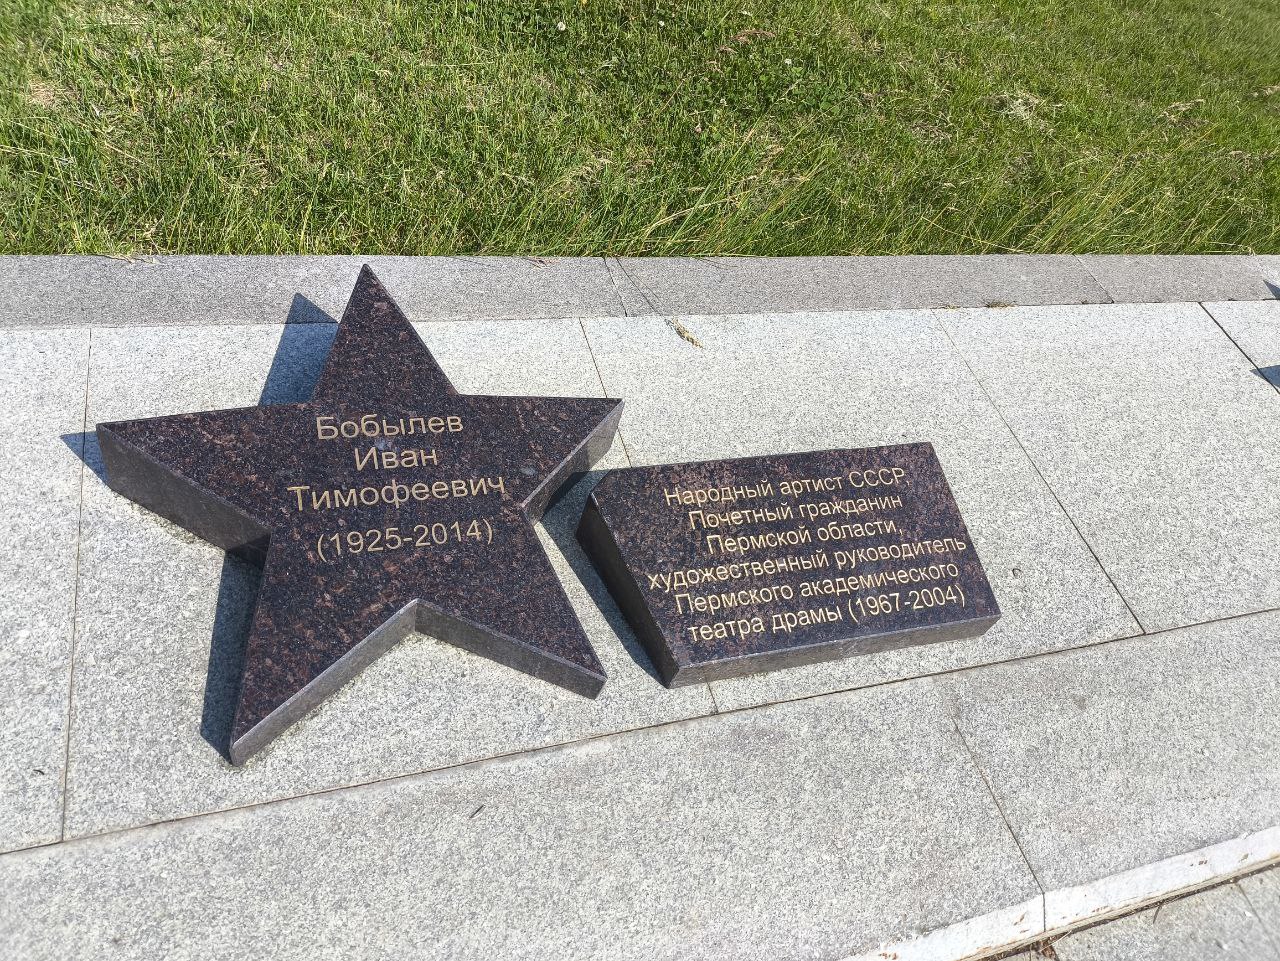 Бобылев
Иван
Тимофеевич
(1925-2014)
Народный артист СССР,
Почетный гражданин
Пермской области,
художественный руководитель
Пермского академического
театра драмы (1967-2004)